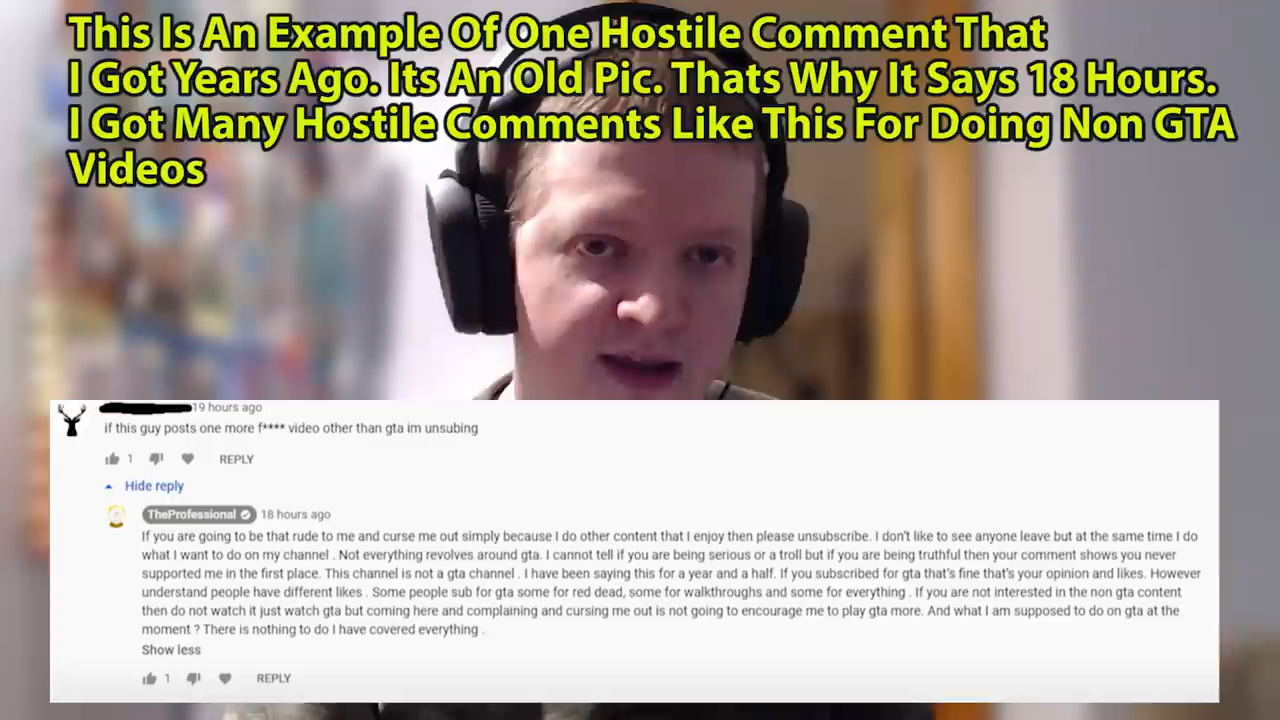 This Is An Example Of One Hostile Comment That
I Got Years Ago. Its An Old Pic. Thats Why It Says 18 Hours.
I Got Many Hostile Comments Like This For Doing Non GTA
Videos
19 hours ago
if this guy posts one more f**** video other than gta im unsubing
1 REPLY
Hide reply
TheProfessional 18 hours ago
If you are going to be that rude to me and curse me out simply because I do other content that I enjoy then please unsubscribe. I don't like to see anyone leave but at the same time I do
what I want to do on my channel . Not everything revolves around gta. I cannot tell if you are being serious or a troll but if you are being truthful then your comment shows you never
supported me in the first place. This channel is not a gta channel . I have been saying this for a year and a half. If you subscribed for gta that's fine that's your opinion and likes. However
understand people have different likes . Some people sub for gta some for red dead, some for walkthroughs and some for everything . If you are not interested in the non gta content
then do not watch it just watch gta but coming here and complaining and cursing me out is not going to encourage me to play gta more. And what I am supposed to do on gta at the
moment ? There is nothing to do I have covered everything .
Show less
1 REPLY